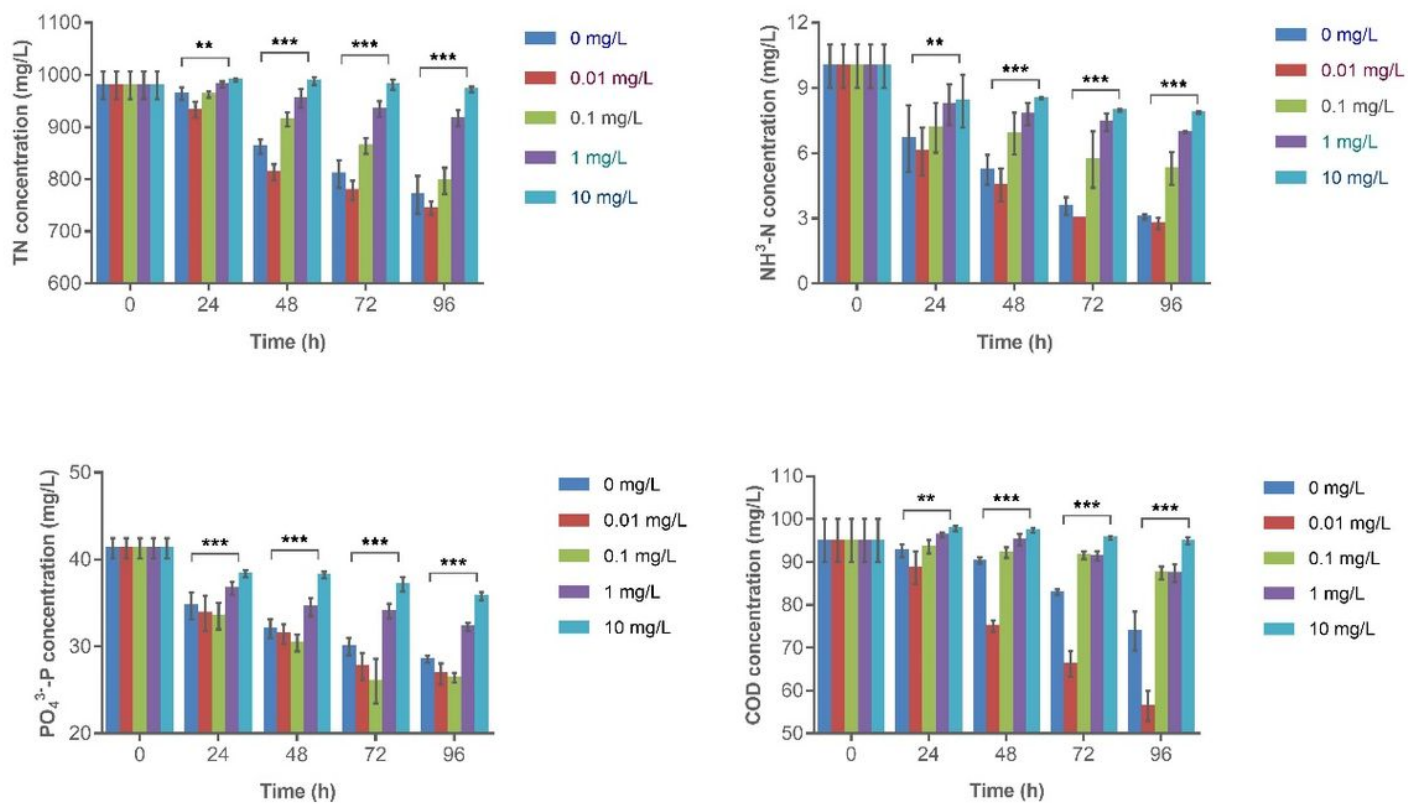 TN concentration (mg/L)
1100
1000
900
800
700
600
**
***
***
***
0
24
48
72
96
Time (h)
0 mg/L
0.01 mg/L
0.1 mg/L
1 mg/L
10 mg/L
NH³-N concentration (mg/L)
12
9
6
3
0
**
***
***
***
0
24
48
72
96
Time (h)
0 mg/L
0.01 mg/L
0.1 mg/L
1 mg/L
10 mg/L
PO₄³⁻-P concentration (mg/L)
50
40
30
20
***
***
***
***
0
24
48
72
96
Time (h)
0 mg/L
0.01 mg/L
0.1 mg/L
1 mg/L
10 mg/L
COD concentration (mg/L)
110
100
90
80
70
60
50
**
***
***
***
0
24
48
72
96
Time (h)
0 mg/L
0.01 mg/L
0.1 mg/L
1 mg/L
10 mg/L